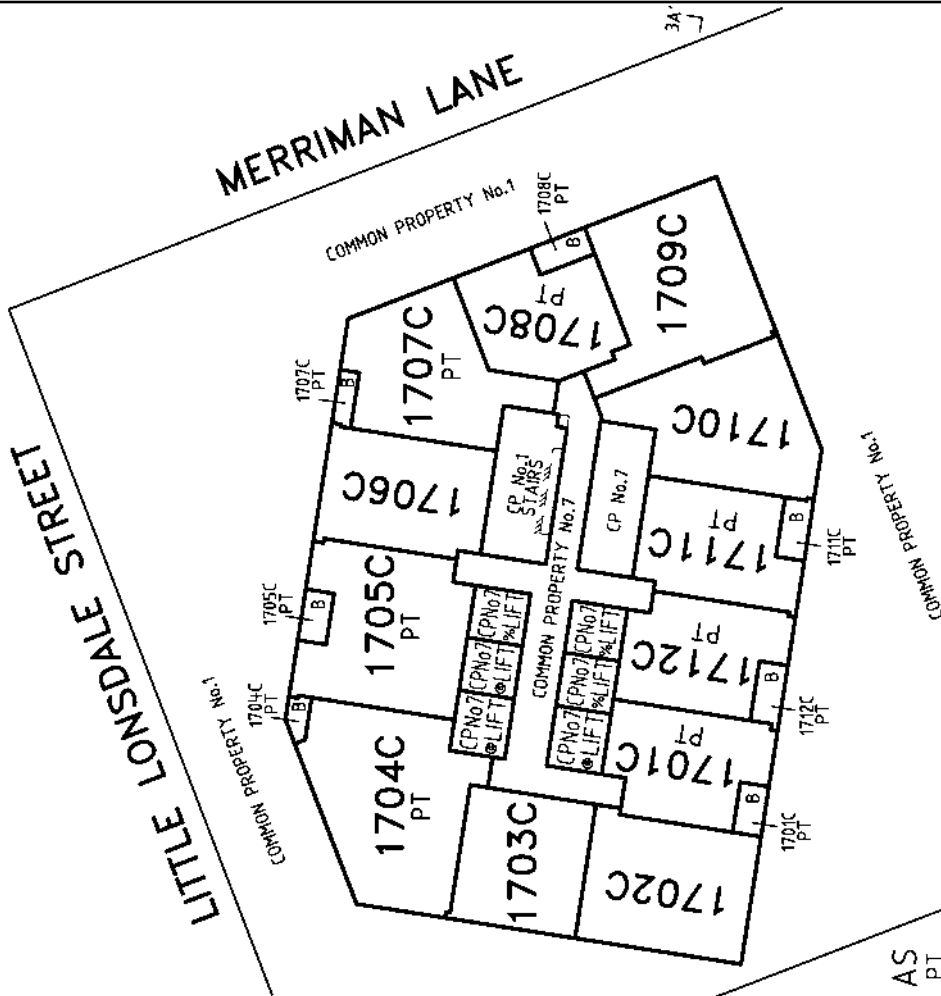 3A
MERRIMAN LANE
LITTLE LONSDALE STREET
COMMON PROPERTY No.1
1708C
PT
B
1709C
1708C
PT
1707C
PT
1707C
PT
B
1706C
CP No.1
STAIRS
CP No.7
1710C
COMMON PROPERTY No.7
1705C
PT
B
1705C
PT
1711C
PT
B
1711C
PT
COMMON PROPERTY No.1
1704C
PT
B
COMMON PROPERTY No.1
1704C
PT
CPNo7
@LIFT
CPNo7
@LIFT
CPNo7
%LIFT
CPNo7
@LIFT
CPNo7
%LIFT
CPNo7
%LIFT
1712C
PT
B
1712C
PT
1701C
PT
B
1701C
PT
1703C
1702C
AS
PT